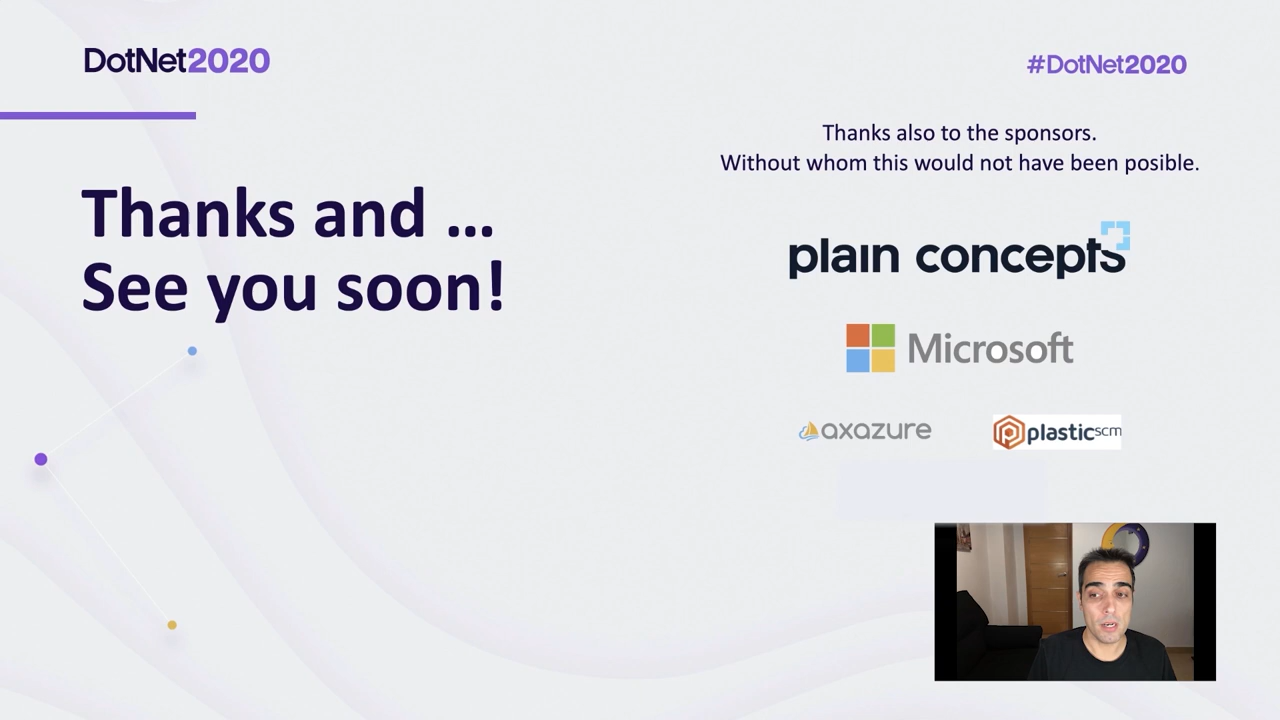 DotNet2020
#DotNet2020
Thanks and ...
See you soon!
Thanks also to the sponsors.
Without whom this would not have been posible.
plain concepts
Microsoft
axazure
plasticscm